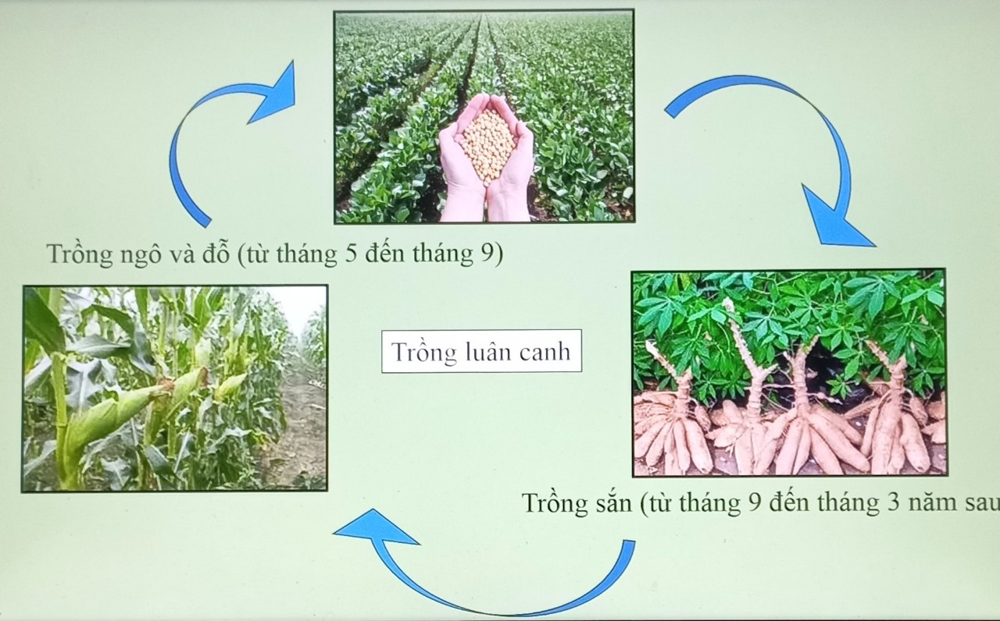 Trồng ngô và đỗ (từ tháng 5 đến tháng 9)
Trồng luân canh
Trồng sắn (từ tháng 9 đến tháng 3 năm sau